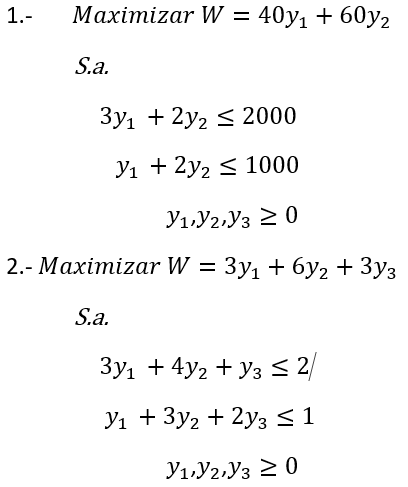 1.- Maximizar W = 40y₁ + 60y₂
S.a.
3y₁ + 2y₂ ≤ 2000
y₁ + 2y₂ ≤ 1000
y₁,y₂,y₃ ≥ 0
2.- Maximizar W = 3y₁ + 6y₂ + 3y₃
S.a.
3y₁ + 4y₂ + y₃ ≤ 2/
y₁ + 3y₂ + 2y₃ ≤ 1
y₁,y₂,y₃ ≥ 0